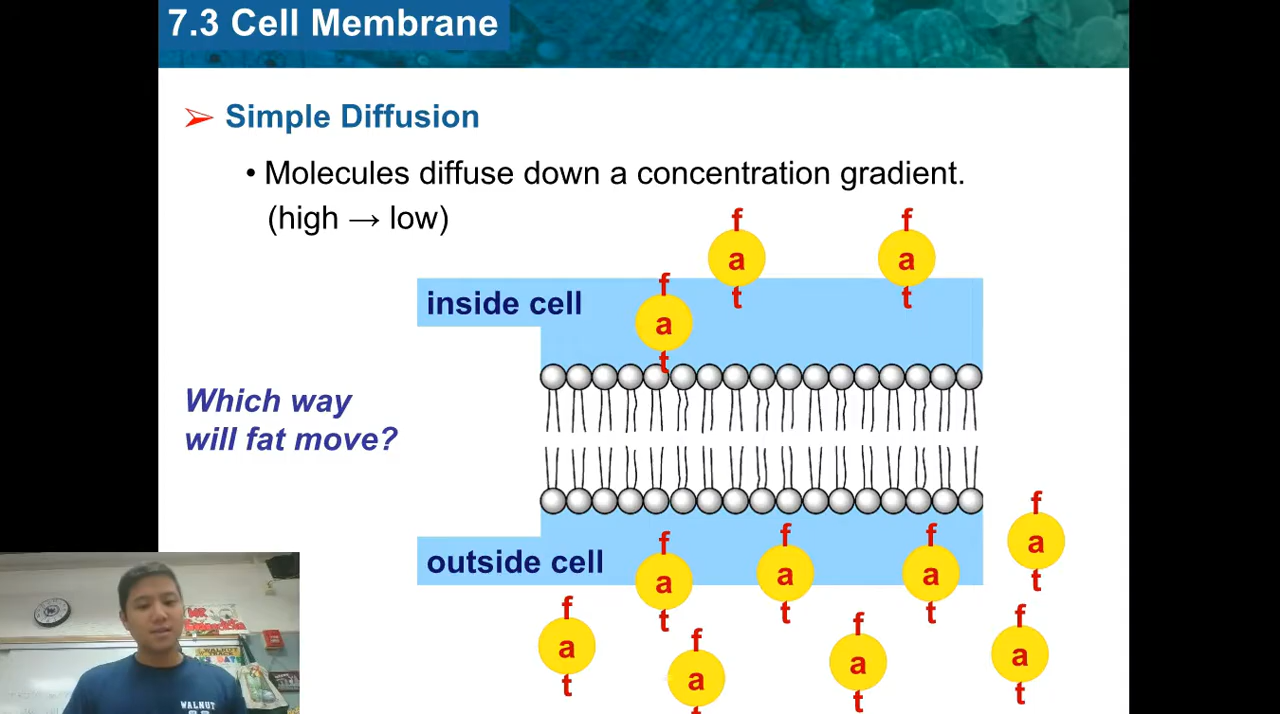 7.3 Cell Membrane
➢ Simple Diffusion
• Molecules diffuse down a concentration gradient.
(high → low)
f
a
t
f
a
t
f
a
t
inside cell
Which way
will fat move?
outside cell
f
a
t
f
a
t
f
a
t
f
a
t
f
a
t
f
a
t
f
a
t
f
a
t
WALNUT